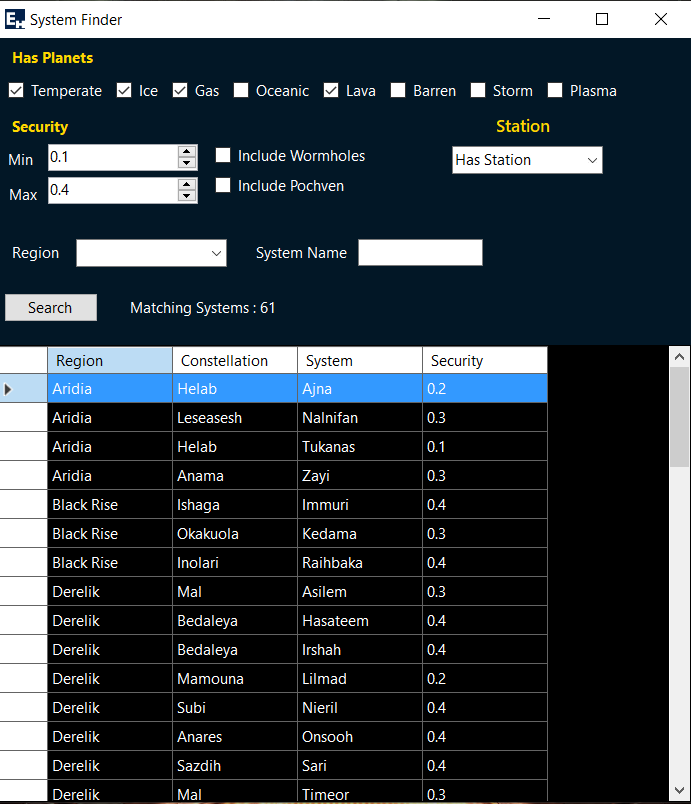 EH System Finder
Has Planets
Temperate Ice Gas Oceanic Lava Barren Storm Plasma
Security Station
Min 0.1 Include Wormholes Has Station
Max 0.4 Include Pochven
Region System Name
Search Matching Systems : 61
Region Constellation System Security
Aridia Helab Ajna 0.2
Aridia Leseasesh Nalnifan 0.3
Aridia Helab Tukanas 0.1
Aridia Anama Zayi 0.3
Black Rise Ishaga Immuri 0.4
Black Rise Okakuola Kedama 0.3
Black Rise Inolari Raihbaka 0.4
Derelik Mal Asilem 0.3
Derelik Bedaleya Hasateem 0.4
Derelik Bedaleya Irshah 0.4
Derelik Mamouna Lilmad 0.2
Derelik Subi Nieril 0.4
Derelik Anares Onsooh 0.4
Derelik Sazdih Sari 0.4
Derelik Mal Timeor 0.3